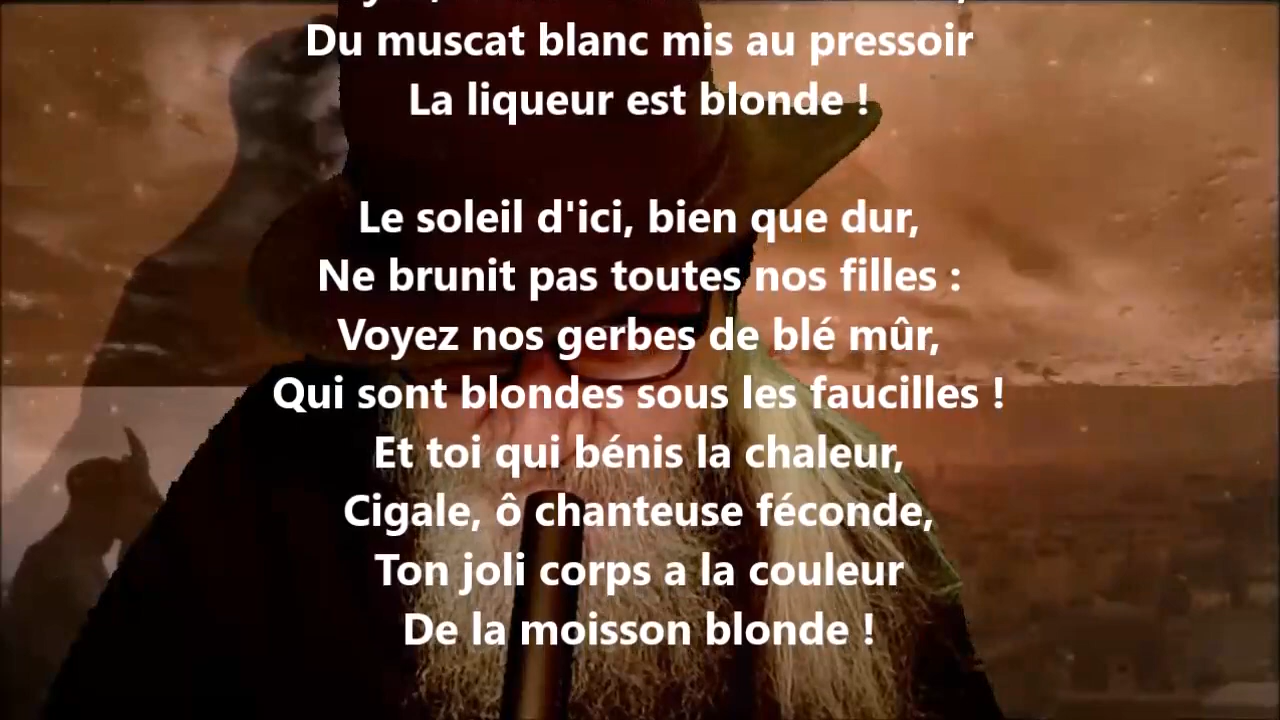 Du muscat blanc mis au pressoir
La liqueur est blonde !
Le soleil d'ici, bien que dur,
Ne brunit pas toutes nos filles :
Voyez nos gerbes de blé mûr,
Qui sont blondes sous les faucilles !
Et toi qui bénis la chaleur,
Cigale, ô chanteuse féconde,
Ton joli corps a la couleur
De la moisson blonde !